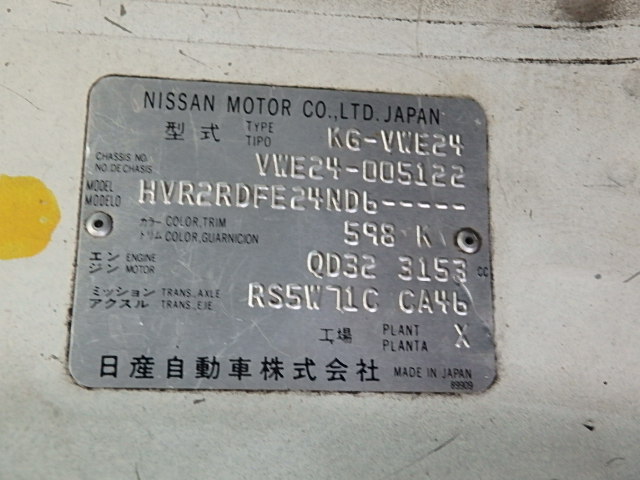 NISSAN MOTOR CO.,LTD. JAPAN
型式 TYPE TIPO KG-VWE24
CHASSIS NO/ NO.DE CHASIS VWE24-005122
MODEL MODELO HVR2RDFE24ND6-----
カラー COLOR,TRIM
トリム COLOR,GUARNICION 598 K
エンジン ENGINE MOTOR QD32 3153 CC
ミッション TRANS.,AXLE
アクスル TRANS.,EJE RS5W71C CA46
工場 PLANT PLANTA X
日産自動車株式会社 MADE IN JAPAN
89909